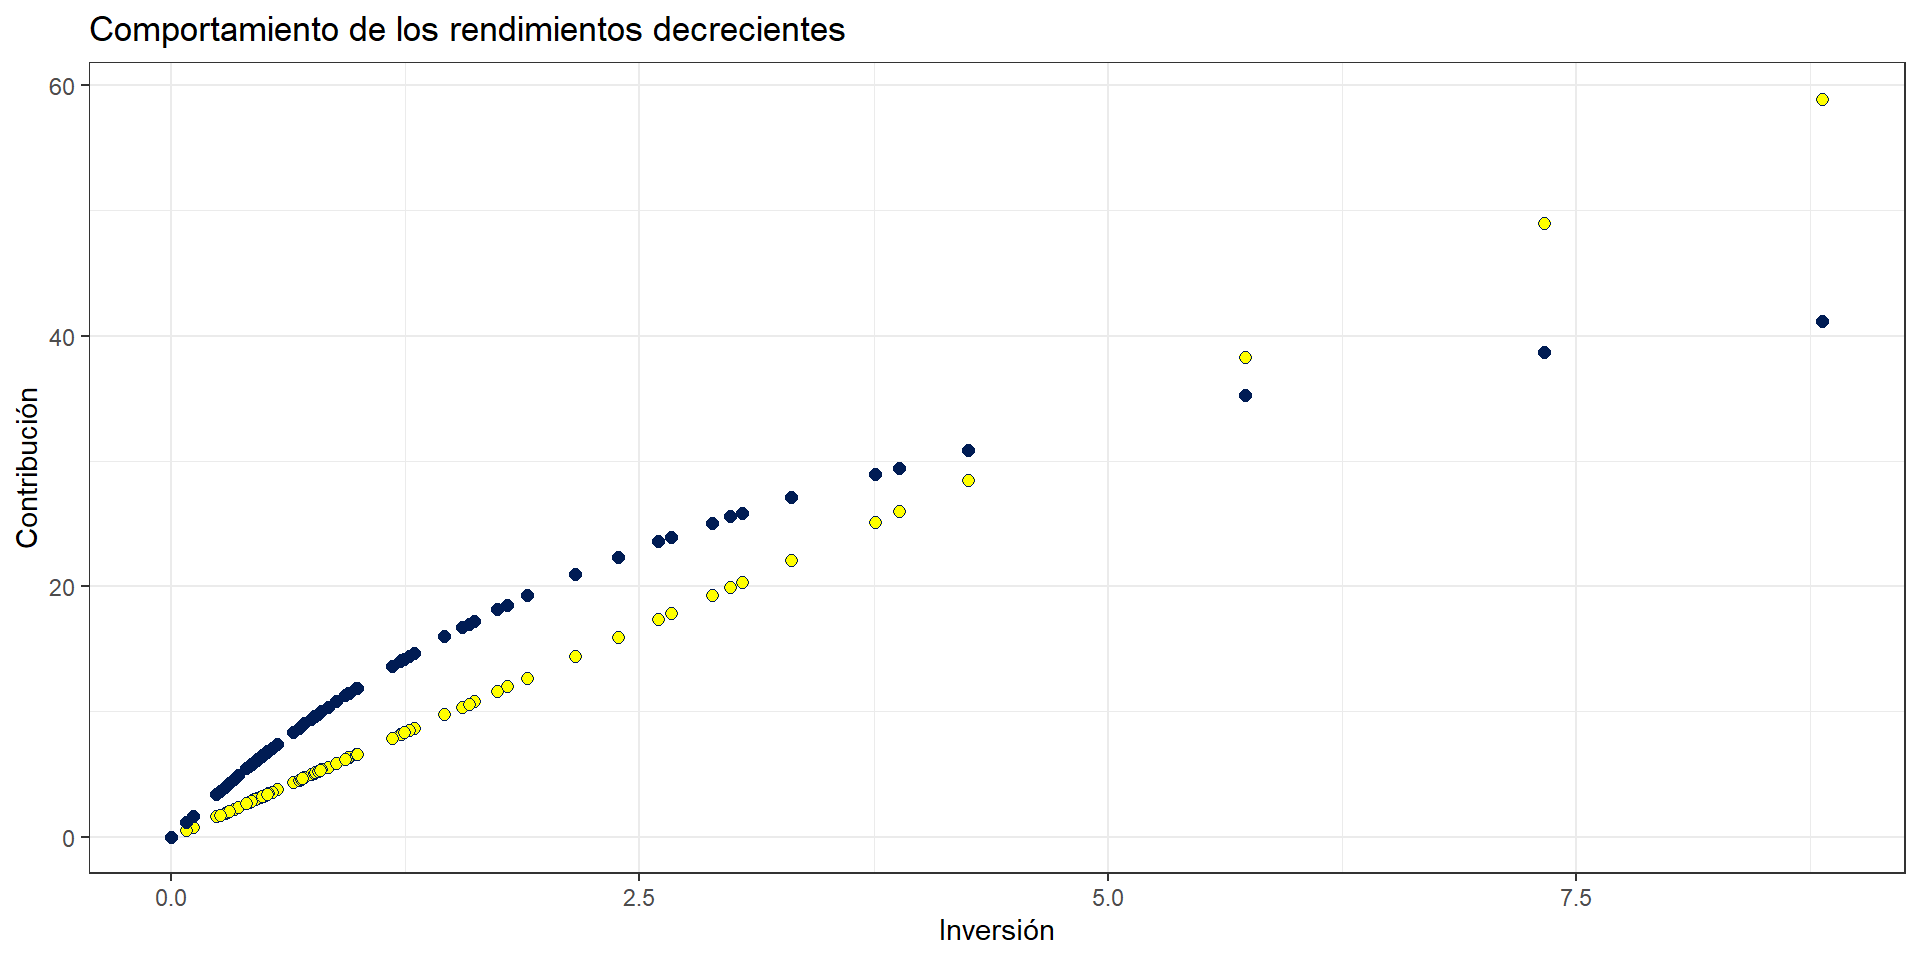 Comportamiento de los rendimientos decrecientes
60
40
20
0
Contribución
0.0
2.5
5.0
7.5
Inversión